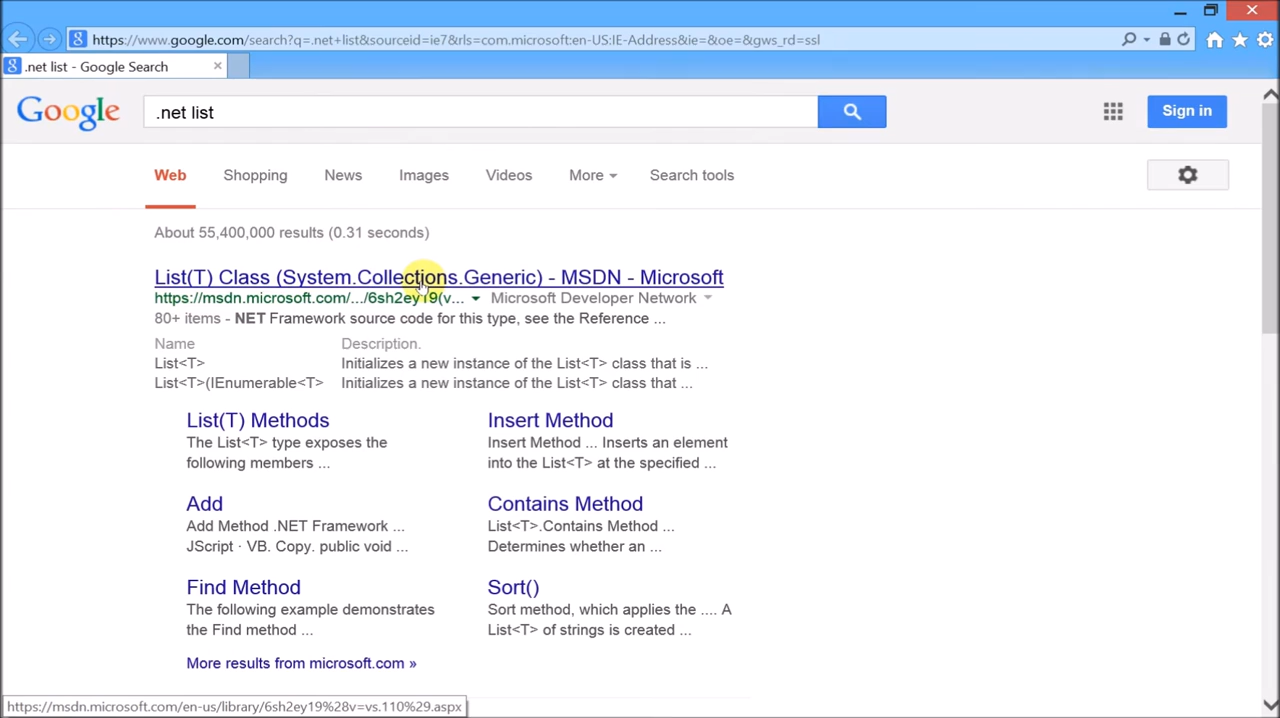 https://www.google.com/search?q=.net+list&sourceid=ie7&rls=com.microsoft:en-US:IE-Address&ie=&oe=&gws_rd=ssl
.net list - Google Search
Google
.net list
Sign in
Web Shopping News Images Videos More Search tools
About 55,400,000 results (0.31 seconds)
List(T) Class (System.Collections.Generic) - MSDN - Microsoft
https://msdn.microsoft.com/.../6sh2ey19(v... Microsoft Developer Network
80+ items - NET Framework source code for this type, see the Reference ...
Name Description.
List<T> Initializes a new instance of the List<T> class that is ...
List<T>(IEnumerable<T> Initializes a new instance of the List<T> class that ...
List(T) Methods
The List<T> type exposes the
following members ...
Insert Method
Insert Method ... Inserts an element
into the List<T> at the specified ...
Add
Add Method .NET Framework ...
JScript · VB. Copy. public void ...
Contains Method
List<T>.Contains Method ...
Determines whether an ...
Find Method
The following example demonstrates
the Find method ...
Sort()
Sort method, which applies the .... A
List<T> of strings is created ...
More results from microsoft.com »
https://msdn.microsoft.com/en-us/library/6sh2ey19%28v=vs.110%29.aspx